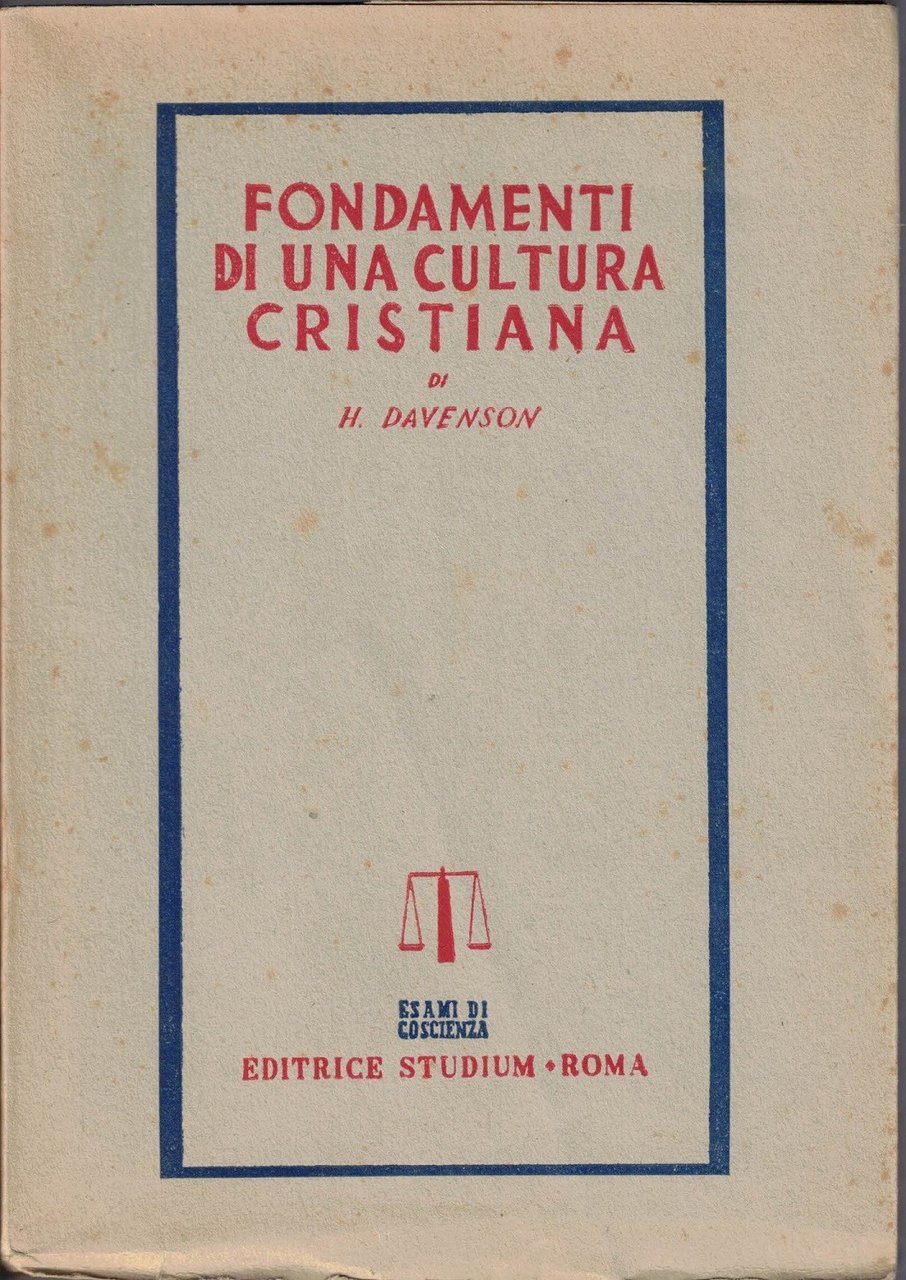 FONDAMENTI
DI UNA CULTURA
CRISTIANA
DI
H. DAVENSON
ESAMI DI
COSCIENZA
EDITRICE STUDIUM • ROMA